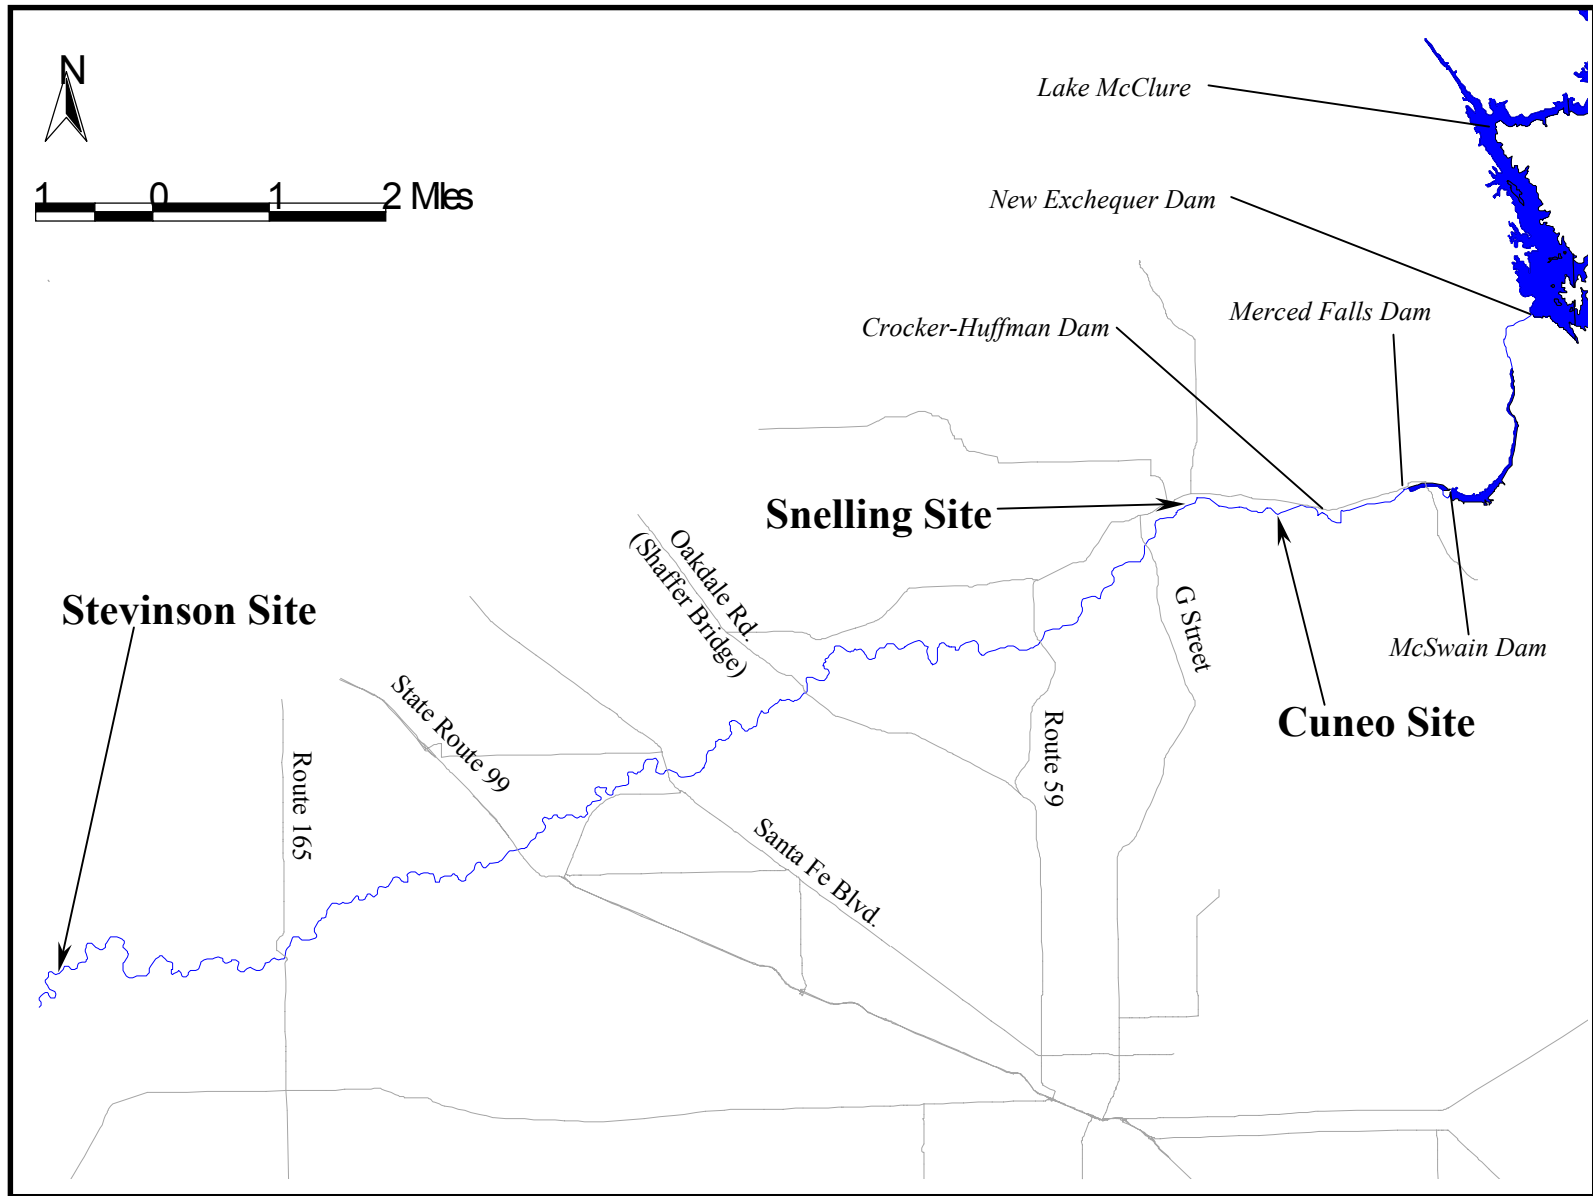 N
1 0 1 2 Miles
Lake McClure
New Exchequer Dam
Merced Falls Dam
Crocker-Huffman Dam
Snelling Site
Oakdale Rd.
(Shaffer Bridge)
G Street
Stevinson Site
McSwain Dam
Cuneo Site
State Route 99
Route 59
Route 165
Santa Fe Blvd.